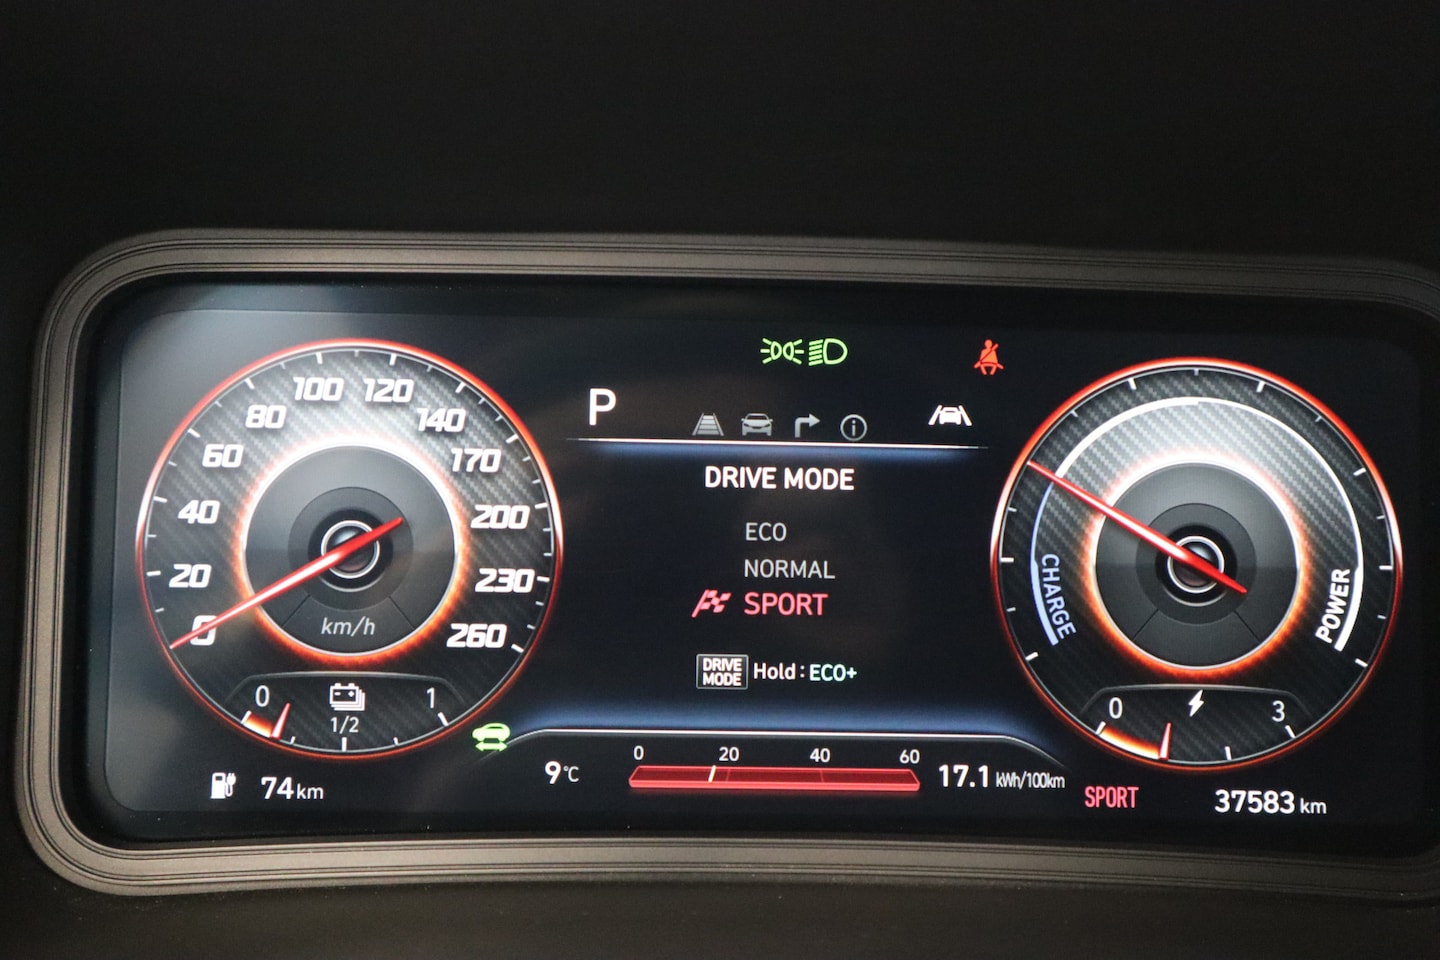 P
DRIVE MODE
ECO
NORMAL
SPORT
DRIVE MODE Hold : ECO+
0
20
40
60
80
100
120
140
170
200
230
260
km/h
0 1/2 1
74 km
9 °C
0 20 40 60
17.1 kWh/100km
CHARGE
POWER
0 3
SPORT
37583 km